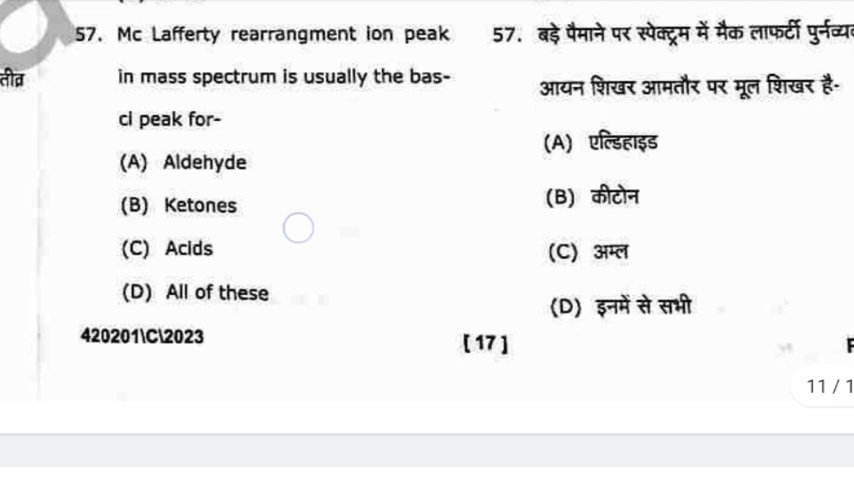 57. Mc Lafferty rearrangment ion peak
in mass spectrum is usually the bas-
cl peak for-
(A) Aldehyde
(B) Ketones
(C) Acids
(D) All of these
420201\C\2023
[ 17 ]
तीव्र
57. बड़े पैमाने पर स्पेक्ट्रम में मैक लाफर्टी
आयन शिखर आमतौर पर मूल शिखर है-
(A) एल्डिहाइड
(B) कीटोन
(C) अम्ल
(D) इनमें से सभी
11 / 1